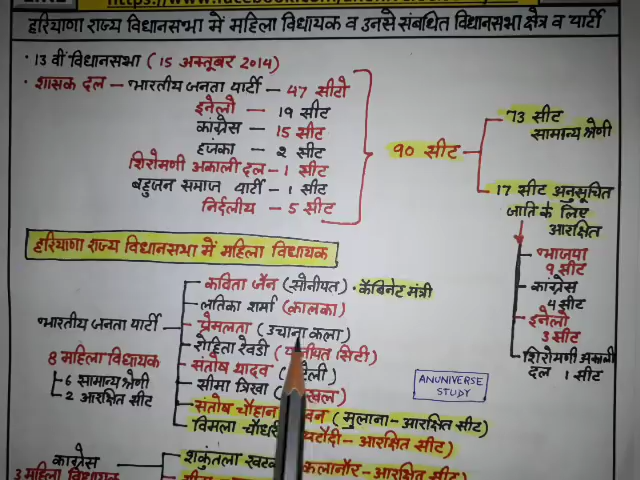 हरियाणा राज्य विधानसभा में महिला विधायक व उनसे संबंधित विधानसभा क्षेत्र व पार्टी
• 13 वीं विधानसभा (15 अक्तूबर 2014)
• शासक दल – भारतीय जनता पार्टी – 47 सीटों
इनेलो – 19 सीट
कांग्रेस – 15 सीट
हजका – 2 सीट
शिरोमणी अकाली दल – 1 सीट
बहुजन समाज पार्टी – 1 सीट
निर्दलीय – 5 सीट
90 सीट
73 सीट
सामान्य श्रेणी
17 सीट अनुसूचित
जाति के लिए
आरक्षित
भाजपा
9 सीट
कांग्रेस
4 सीट
इनेलो
3 सीट
शिरोमणी अकाली
दल 1 सीट
हरियाणा राज्य विधानसभा में महिला विधायक
भारतीय जनता पार्टी
8 महिला विधायक
6 सामान्य श्रेणी
2 आरक्षित सीट
कविता जैन (सोनीपत) • कैबिनेट मंत्री
लतिका शर्मा (कालका)
प्रेमलता (उचाना कला)
रोहिता रेवडी ( सिटी)
संतोष यादव
सीमा त्रिखा
संतोष चौहान (मुलाना – आरक्षित सीट)
विमला – आरक्षित सीट)
ANUNIVERSE
STUDY
कांग्रेस
3 महिला विधायक
शकुंतला कलानौर – आरक्षित सीट)